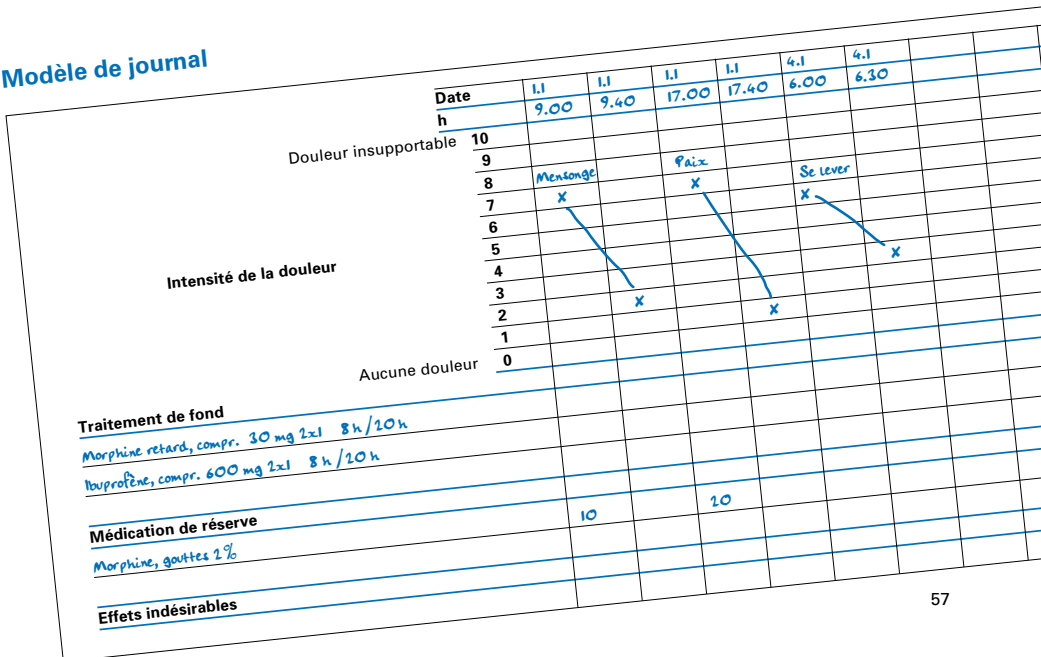 Modèle de journal
Date 1.1 1.1 1.1 1.1 4.1 4.1
h 9.00 9.40 17.00 17.40 6.00 6.30
Douleur insupportable 10
9
8 Mensonge Paix Se lever
7 x x x
6
5
Intensité de la douleur 4 x
3
2 x x
1
Aucune douleur 0
Traitement de fond
Morphine retard, compr. 30 mg 2x1 8 h / 20 h
Ibuprofène, compr. 600 mg 2x1 8 h / 20 h
Médication de réserve
Morphine, gouttes 2% 10 20
Effets indésirables
57